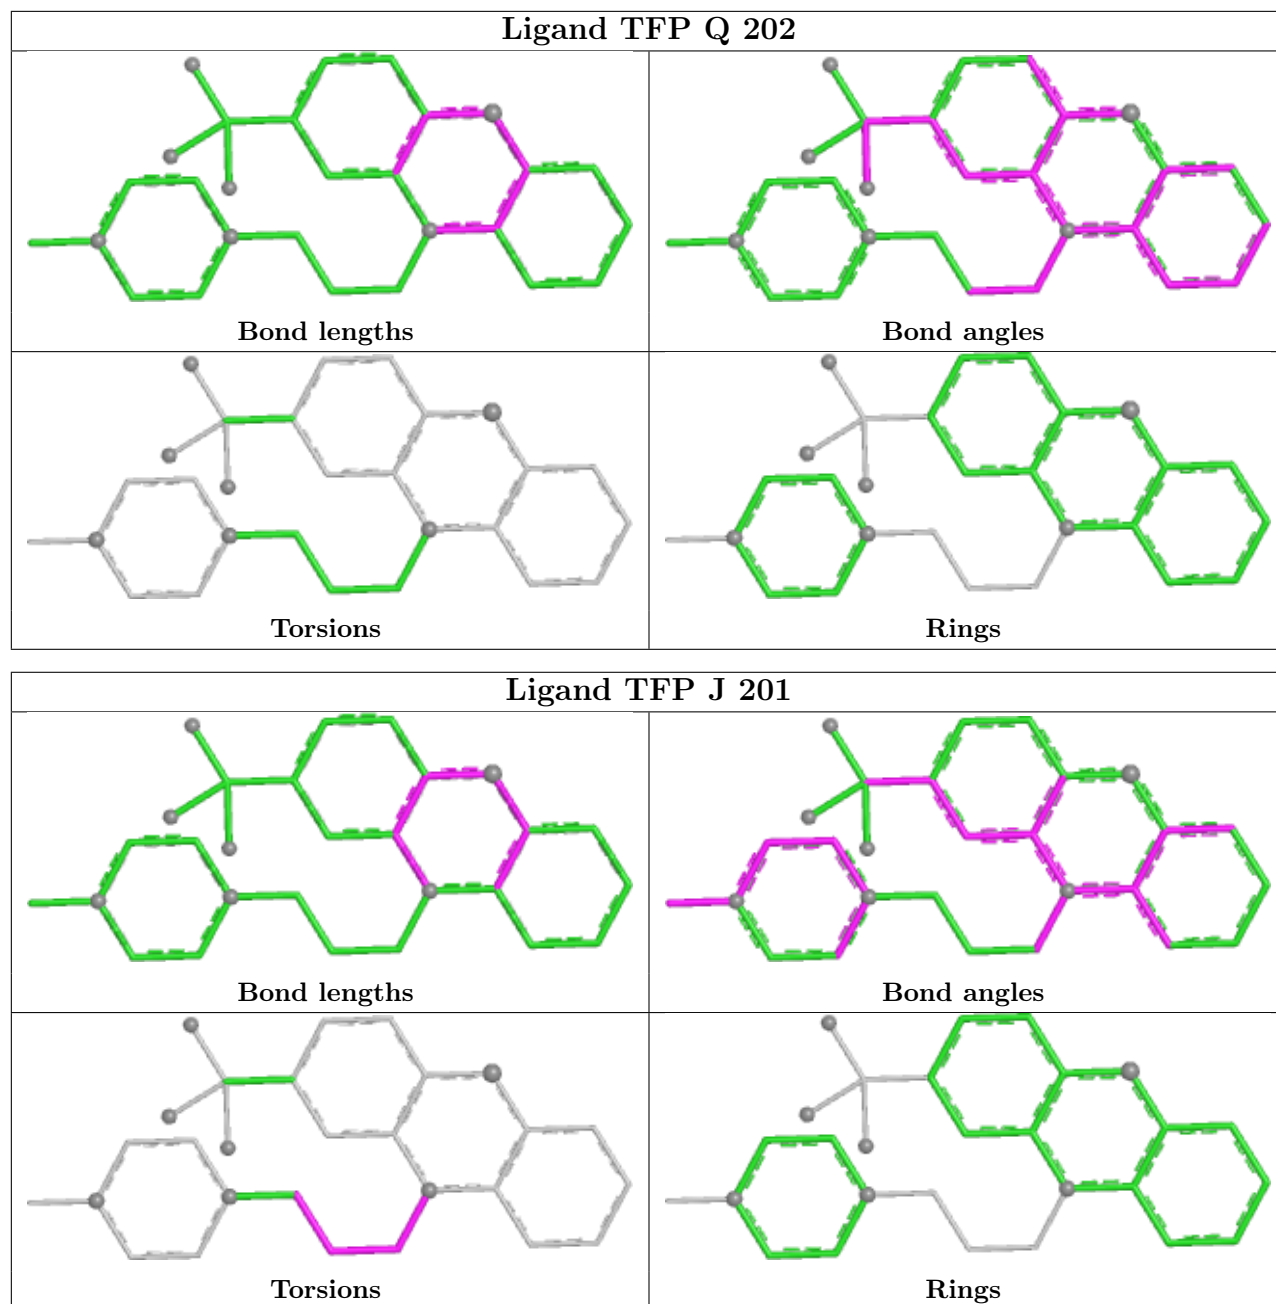 Ligand TFP Q 202
Bond lengths
Bond angles
Torsions
Rings
Ligand TFP J 201
Bond lengths
Bond angles
Torsions
Rings